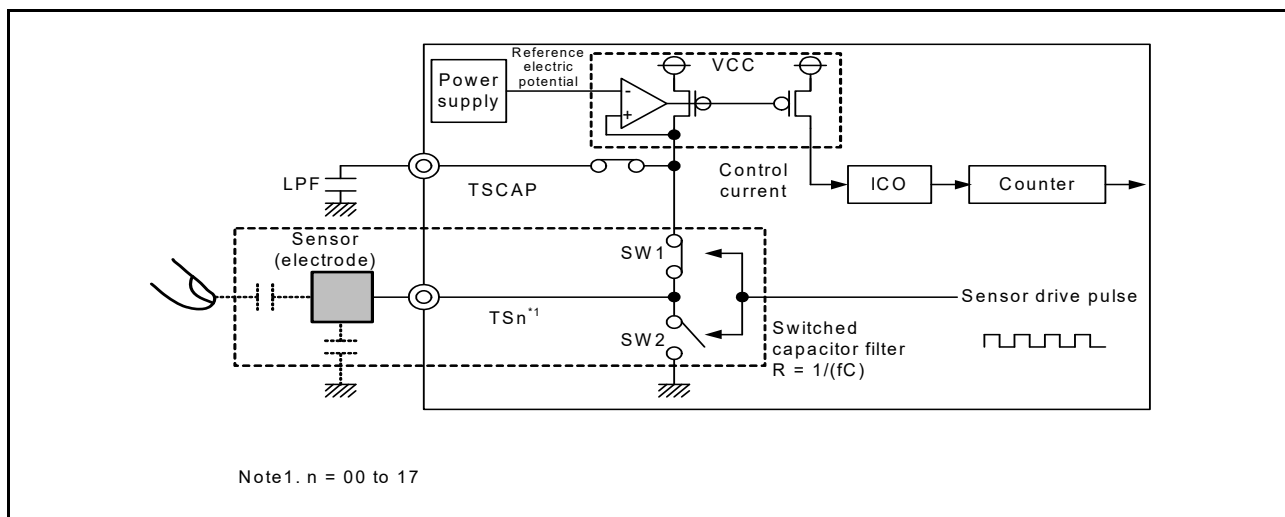 Reference
electric
potential
VCC
Power
supply
-
+
Control
current
ICO
Counter
LPF
TSCAP
Sensor
(electrode)
SW1
TSn*1
Sensor drive pulse
SW2
Switched
capacitor filter
R = 1/(fC)
Note1. n = 00 to 17